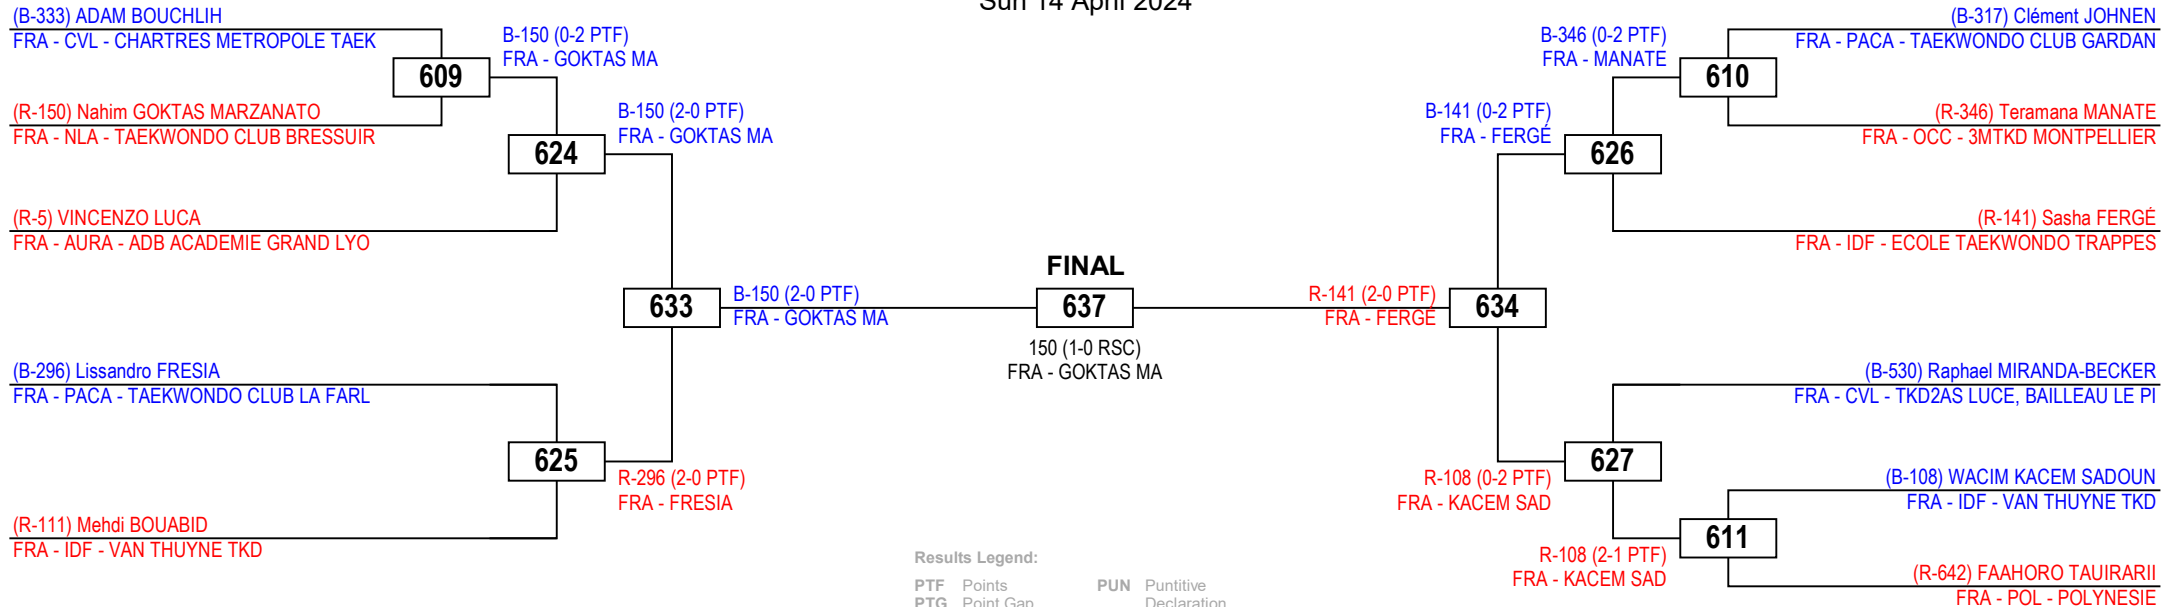 Sun 14 April 2024
(B-333) ADAM BOUCHLIH
FRA - CVL - CHARTRES METROPOLE TAEK
609
(R-150) Nahim GOKTAS MARZANATO
FRA - NLA - TAEKWONDO CLUB BRESSUIR
B-150 (0-2 PTF)
FRA - GOKTAS MA
624
(R-5) VINCENZO LUCA
FRA - AURA - ADB ACADEMIE GRAND LYO
B-150 (2-0 PTF)
FRA - GOKTAS MA
633
B-150 (2-0 PTF)
FRA - GOKTAS MA
(B-296) Lissandro FRESIA
FRA - PACA - TAEKWONDO CLUB LA FARL
625
(R-111) Mehdi BOUABID
FRA - IDF - VAN THUYNE TKD
R-296 (2-0 PTF)
FRA - FRESIA
FINAL
637
150 (1-0 RSC)
FRA - GOKTAS MA
(B-317) Clément JOHNEN
FRA - PACA - TAEKWONDO CLUB GARDAN
610
(R-346) Teramana MANATE
FRA - OCC - 3MTKD MONTPELLIER
B-346 (0-2 PTF)
FRA - MANATE
626
(R-141) Sasha FERGÉ
FRA - IDF - ECOLE TAEKWONDO TRAPPES
B-141 (0-2 PTF)
FRA - FERGÉ
634
R-141 (2-0 PTF)
FRA - FERGÉ
(B-530) Raphael MIRANDA-BECKER
FRA - CVL - TKD2AS LUCE, BAILLEAU LE PI
627
R-108 (0-2 PTF)
FRA - KACEM SAD
(B-108) WACIM KACEM SADOUN
FRA - IDF - VAN THUYNE TKD
611
R-108 (2-1 PTF)
FRA - KACEM SAD
(R-642) FAAHORO TAUIRARII
FRA - POL - POLYNESIE
Results Legend:
PTF Points PUN Puntitive
PTG Point Gap Declaration